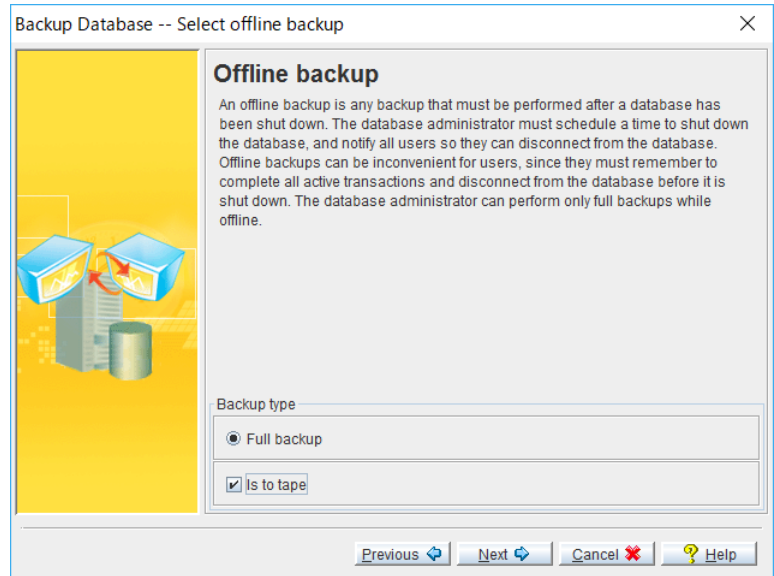 Backup Database -- Select offline backup
Offline backup
An offline backup is any backup that must be performed after a database has
been shut down. The database administrator must schedule a time to shut down
the database, and notify all users so they can disconnect from the database.
Offline backups can be inconvenient for users, since they must remember to
complete all active transactions and disconnect from the database before it is
shut down. The database administrator can perform only full backups while
offline.
Backup type
Full backup
Is to tape
Previous Next Cancel Help